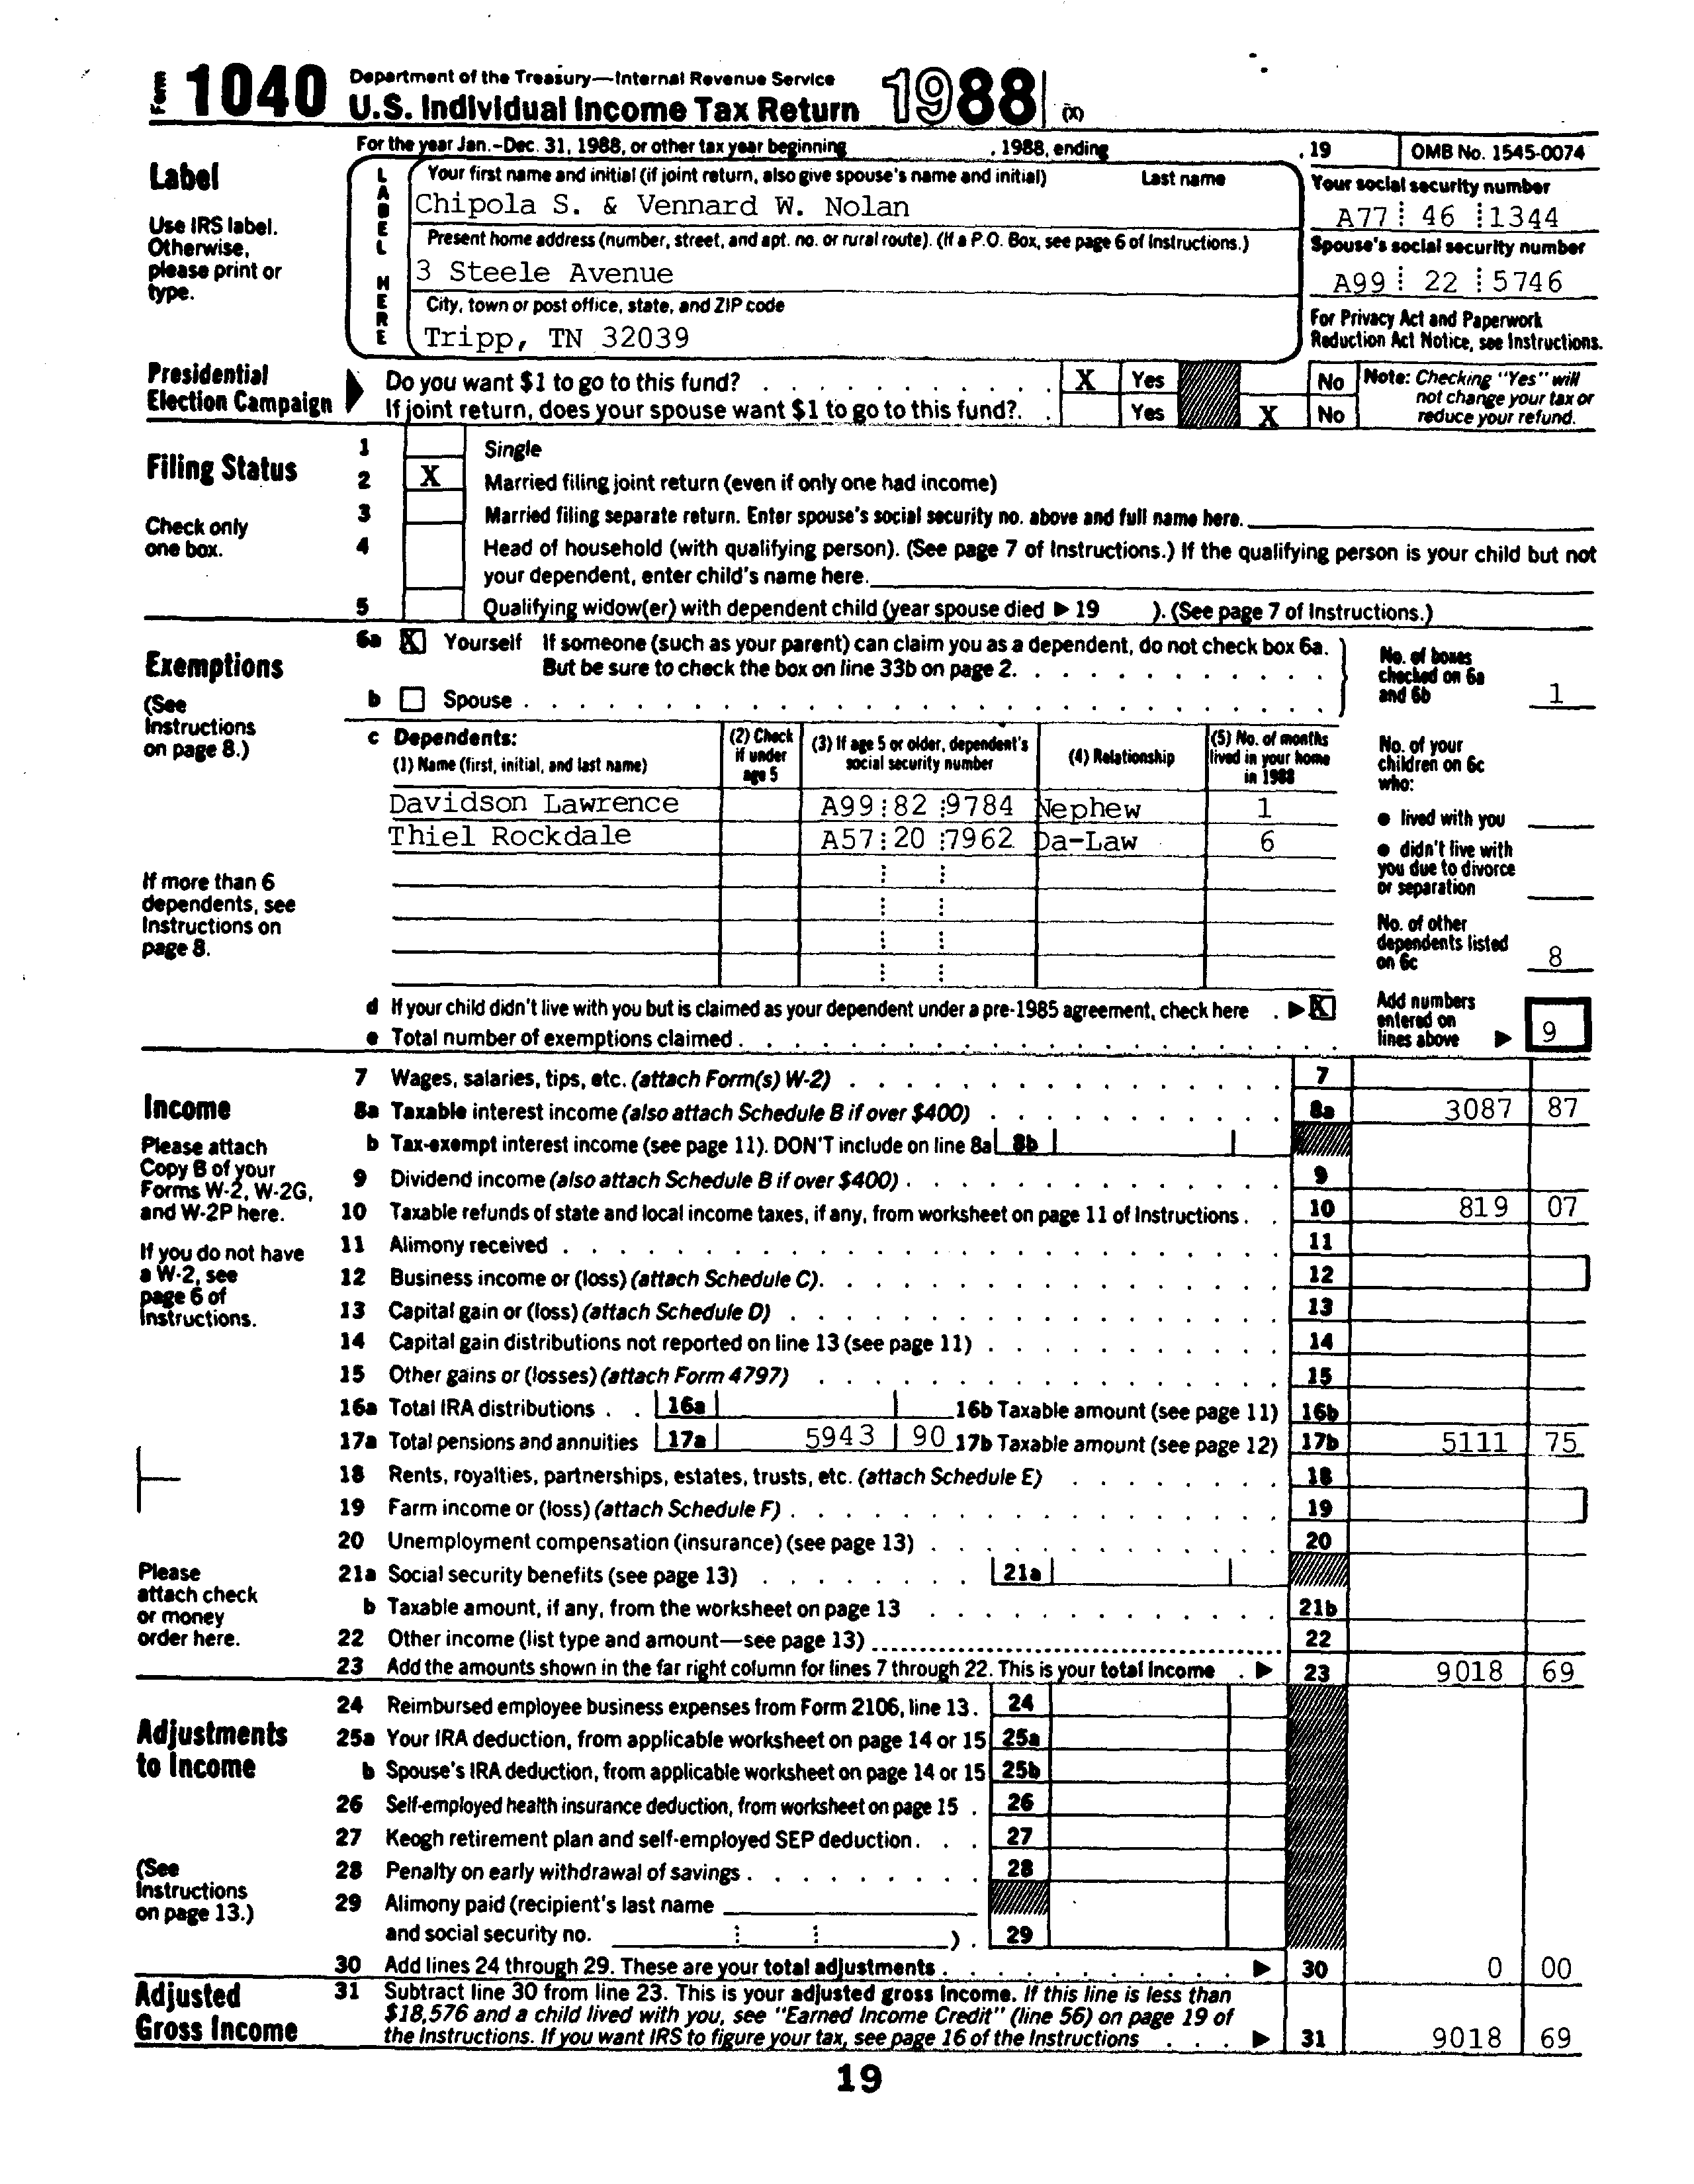 Form 1040 Department of the Treasury—Internal Revenue Service
U.S. Individual Income Tax Return 1988 (X)
For the year Jan.-Dec. 31, 1988, or other tax year beginning , 1988, ending , 19 OMB No. 1545-0074
Label
Use IRS label.
Otherwise,
please print or
type.
LABEL HERE
Your first name and initial (if joint return, also give spouse's name and initial) Last name
Chipola S. & Vennard W. Nolan
Your social security number
A77 46 1344
Present home address (number, street, and apt. no. or rural route). (If a P.O. Box, see page 6 of Instructions.)
3 Steele Avenue
Spouse's social security number
A99 22 5746
City, town or post office, state, and ZIP code
Tripp, TN 32039
For Privacy Act and Paperwork
Reduction Act Notice, see Instructions.
Presidential
Election Campaign
Do you want $1 to go to this fund? X Yes No
If joint return, does your spouse want $1 to go to this fund?. Yes X No
Note: Checking "Yes" will
not change your tax or
reduce your refund.
Filing Status
Check only
one box.
1 Single
2 X Married filing joint return (even if only one had income)
3 Married filing separate return. Enter spouse's social security no. above and full name here.
4 Head of household (with qualifying person). (See page 7 of Instructions.) If the qualifying person is your child but not
your dependent, enter child's name here.
5 Qualifying widow(er) with dependent child (year spouse died ▶ 19 ). (See page 7 of Instructions.)
Exemptions
(See
Instructions
on page 8.)
6a X Yourself If someone (such as your parent) can claim you as a dependent, do not check box 6a.
But be sure to check the box on line 33b on page 2.
b Spouse
No. of boxes
checked on 6a
and 6b 1
c Dependents:
(1) Name (first, initial, and last name)
(2) Check
if under
age 5
(3) If age 5 or older, dependent's
social security number
(4) Relationship
(5) No. of months
lived in your home
in 1988
Davidson Lawrence A99 82 9784 Nephew 1
Thiel Rockdale A57 20 7962 Da-Law 6
If more than 6
dependents, see
Instructions on
page 8.
No. of your
children on 6c
who:
● lived with you
● didn't live with
you due to divorce
or separation
No. of other
dependents listed
on 6c 8
d If your child didn't live with you but is claimed as your dependent under a pre-1985 agreement, check here . ▶ X
e Total number of exemptions claimed
Add numbers
entered on
lines above ▶ 9
Income
Please attach
Copy B of your
Forms W-2, W-2G,
and W-2P here.
If you do not have
a W-2, see
page 6 of
Instructions.
Please
attach check
or money
order here.
7 Wages, salaries, tips, etc. (attach Form(s) W-2) 7
8a Taxable interest income (also attach Schedule B if over $400) 8a 3087 87
b Tax-exempt interest income (see page 11). DON'T include on line 8a 8b
9 Dividend income (also attach Schedule B if over $400) 9
10 Taxable refunds of state and local income taxes, if any, from worksheet on page 11 of Instructions 10 819 07
11 Alimony received 11
12 Business income or (loss) (attach Schedule C). 12
13 Capital gain or (loss) (attach Schedule D) 13
14 Capital gain distributions not reported on line 13 (see page 11) 14
15 Other gains or (losses) (attach Form 4797) 15
16a Total IRA distributions 16a 16b Taxable amount (see page 11) 16b
17a Total pensions and annuities 17a 5943 90 17b Taxable amount (see page 12) 17b 5111 75
18 Rents, royalties, partnerships, estates, trusts, etc. (attach Schedule E) 18
19 Farm income or (loss) (attach Schedule F) 19
20 Unemployment compensation (insurance) (see page 13) 20
21a Social security benefits (see page 13) 21a
b Taxable amount, if any, from the worksheet on page 13 21b
22 Other income (list type and amount—see page 13) 22
23 Add the amounts shown in the far right column for lines 7 through 22. This is your total income ▶ 23 9018 69
Adjustments
to Income
(See
Instructions
on page 13.)
24 Reimbursed employee business expenses from Form 2106, line 13. 24
25a Your IRA deduction, from applicable worksheet on page 14 or 15 25a
b Spouse's IRA deduction, from applicable worksheet on page 14 or 15 25b
26 Self-employed health insurance deduction, from worksheet on page 15 . 26
27 Keogh retirement plan and self-employed SEP deduction 27
28 Penalty on early withdrawal of savings 28
29 Alimony paid (recipient's last name
and social security no. ) . 29
30 Add lines 24 through 29. These are your total adjustments ▶ 30 0 00
Adjusted
Gross Income
31 Subtract line 30 from line 23. This is your adjusted gross income. If this line is less than
$18,576 and a child lived with you, see "Earned Income Credit" (line 56) on page 19 of
the Instructions. If you want IRS to figure your tax, see page 16 of the Instructions ▶ 31 9018 69
19